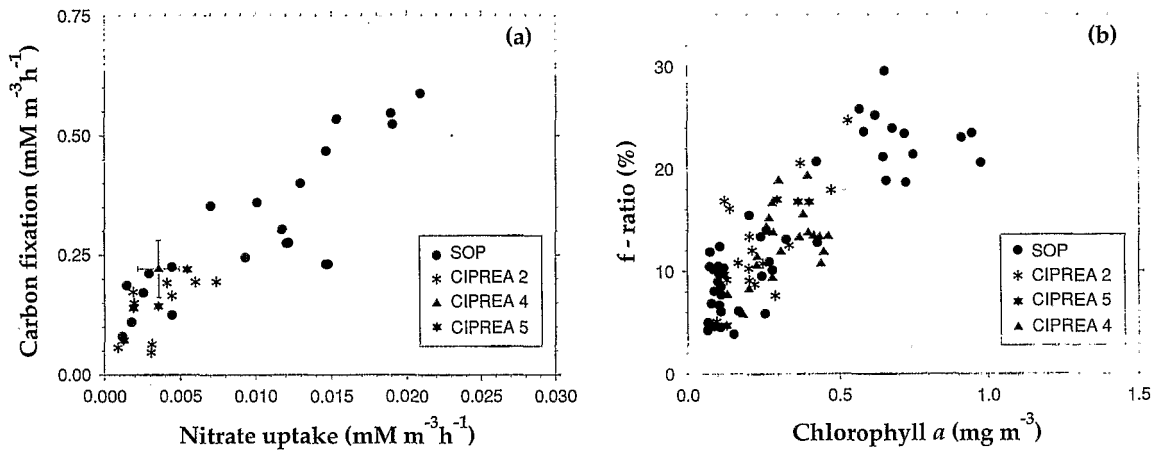 (a)
Carbon fixation (mM m⁻³h⁻¹)
0.75
0.50
0.25
0.00
SOP
CIPREA 2
CIPREA 4
CIPREA 5
0.000 0.005 0.010 0.015 0.020 0.025 0.030
Nitrate uptake (mM m⁻³h⁻¹)
(b)
f - ratio (%)
30
20
10
0
SOP
CIPREA 2
CIPREA 5
CIPREA 4
0.0 0.5 1.0 1.5
Chlorophyll a (mg m⁻³)